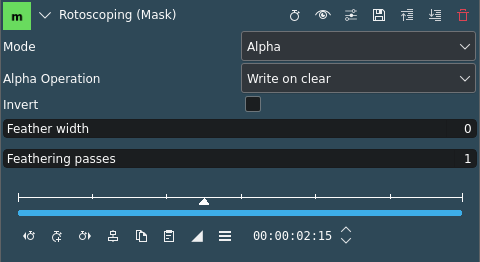 m Rotoscoping (Mask)
Mode Alpha
Alpha Operation Write on clear
Invert
Feather width 0
Feathering passes 1
00:00:02:15